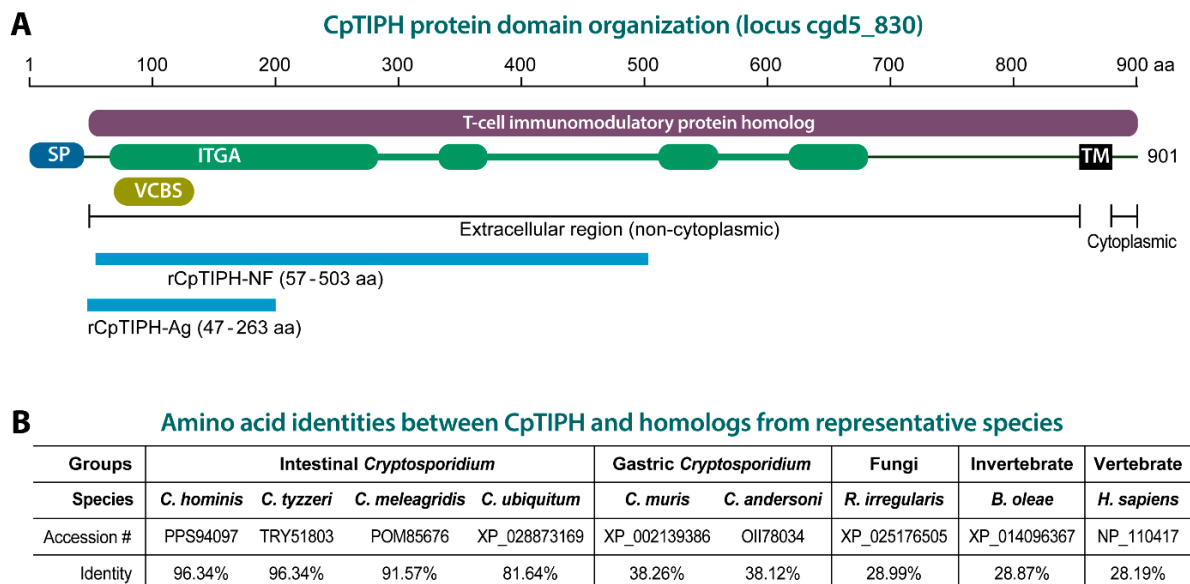 A
CpTIPH protein domain organization (locus cgd5_830)
1 100 200 300 400 500 600 700 800 900 aa
T-cell immunomodulatory protein homolog
SP ITGA TM 901
VCBS
Extracellular region (non-cytoplasmic)
Cytoplasmic
rCpTIPH-NF (57-503 aa)
rCpTIPH-Ag (47-263 aa)
B Amino acid identities between CpTIPH and homologs from representative species
Groups Intestinal Cryptosporidium Gastric Cryptosporidium Fungi Invertebrate Vertebrate
Species C. hominis C. tyzzeri C. meleagridis C. ubiquitum C. muris C. andersoni R. irregularis B. oleae H. sapiens
Accession # PPS94097 TRY51803 POM85676 XP_028873169 XP_002139386 OII78034 XP_025176505 XP_014096367 NP_110417
Identity 96.34% 96.34% 91.57% 81.64% 38.26% 38.12% 28.99% 28.87% 28.19%